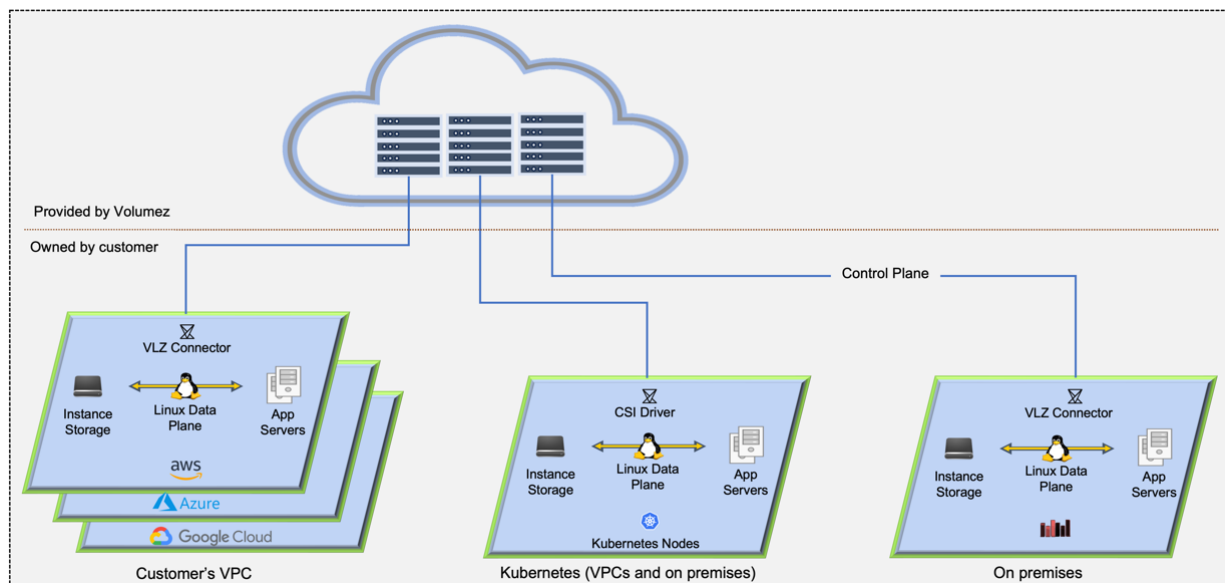 Provided by Volumez
Owned by customer
Control Plane
VLZ Connector
Instance
Storage
Linux Data
Plane
App
Servers
aws
Azure
Google Cloud
Customer's VPC
CSI Driver
Instance
Storage
Linux Data
Plane
App
Servers
Kubernetes Nodes
Kubernetes (VPCs and on premises)
VLZ Connector
Instance
Storage
Linux Data
Plane
App
Servers
On premises